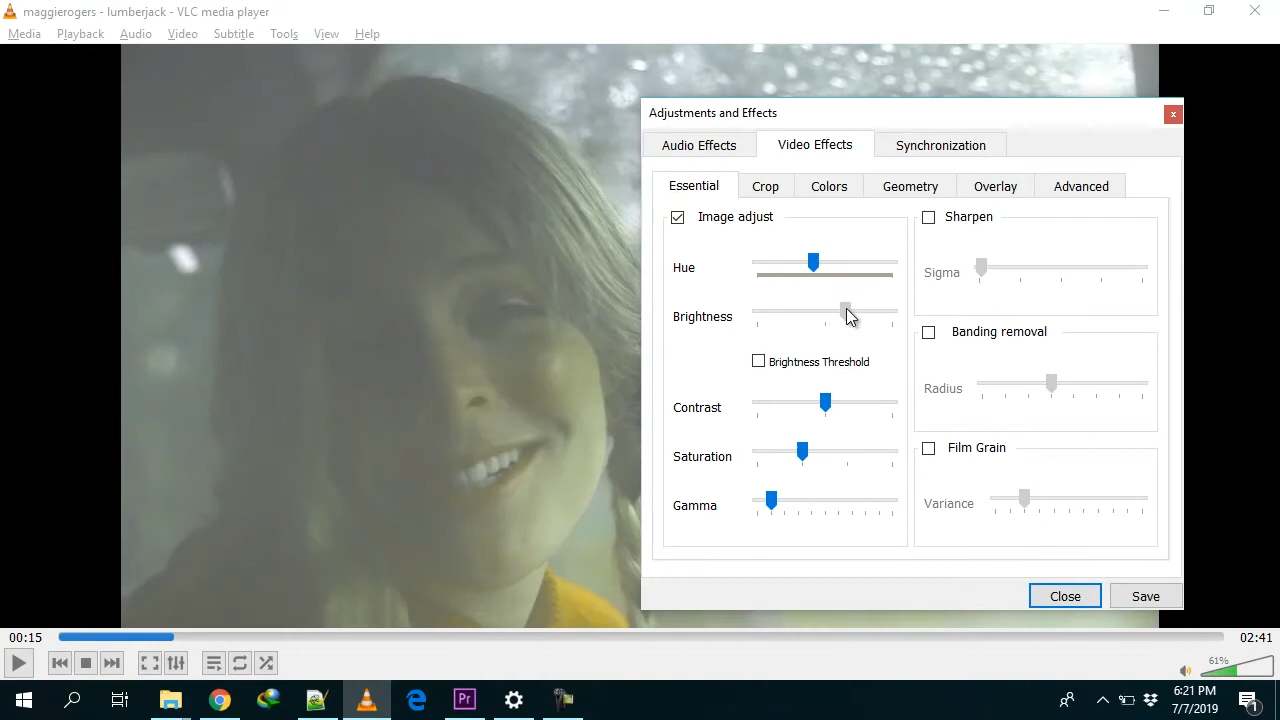 maggierogers - lumberjack - VLC media player
Media Playback Audio Video Subtitle Tools View Help
Adjustments and Effects
x
Audio Effects Video Effects Synchronization
Essential Crop Colors Geometry Overlay Advanced
Image adjust
Hue
Brightness
Brightness Threshold
Contrast
Saturation
Gamma
Sharpen
Sigma
Banding removal
Radius
Film Grain
Variance
Close Save
00:15 02:41
61%
Pr
6:21 PM
7/7/2019
1